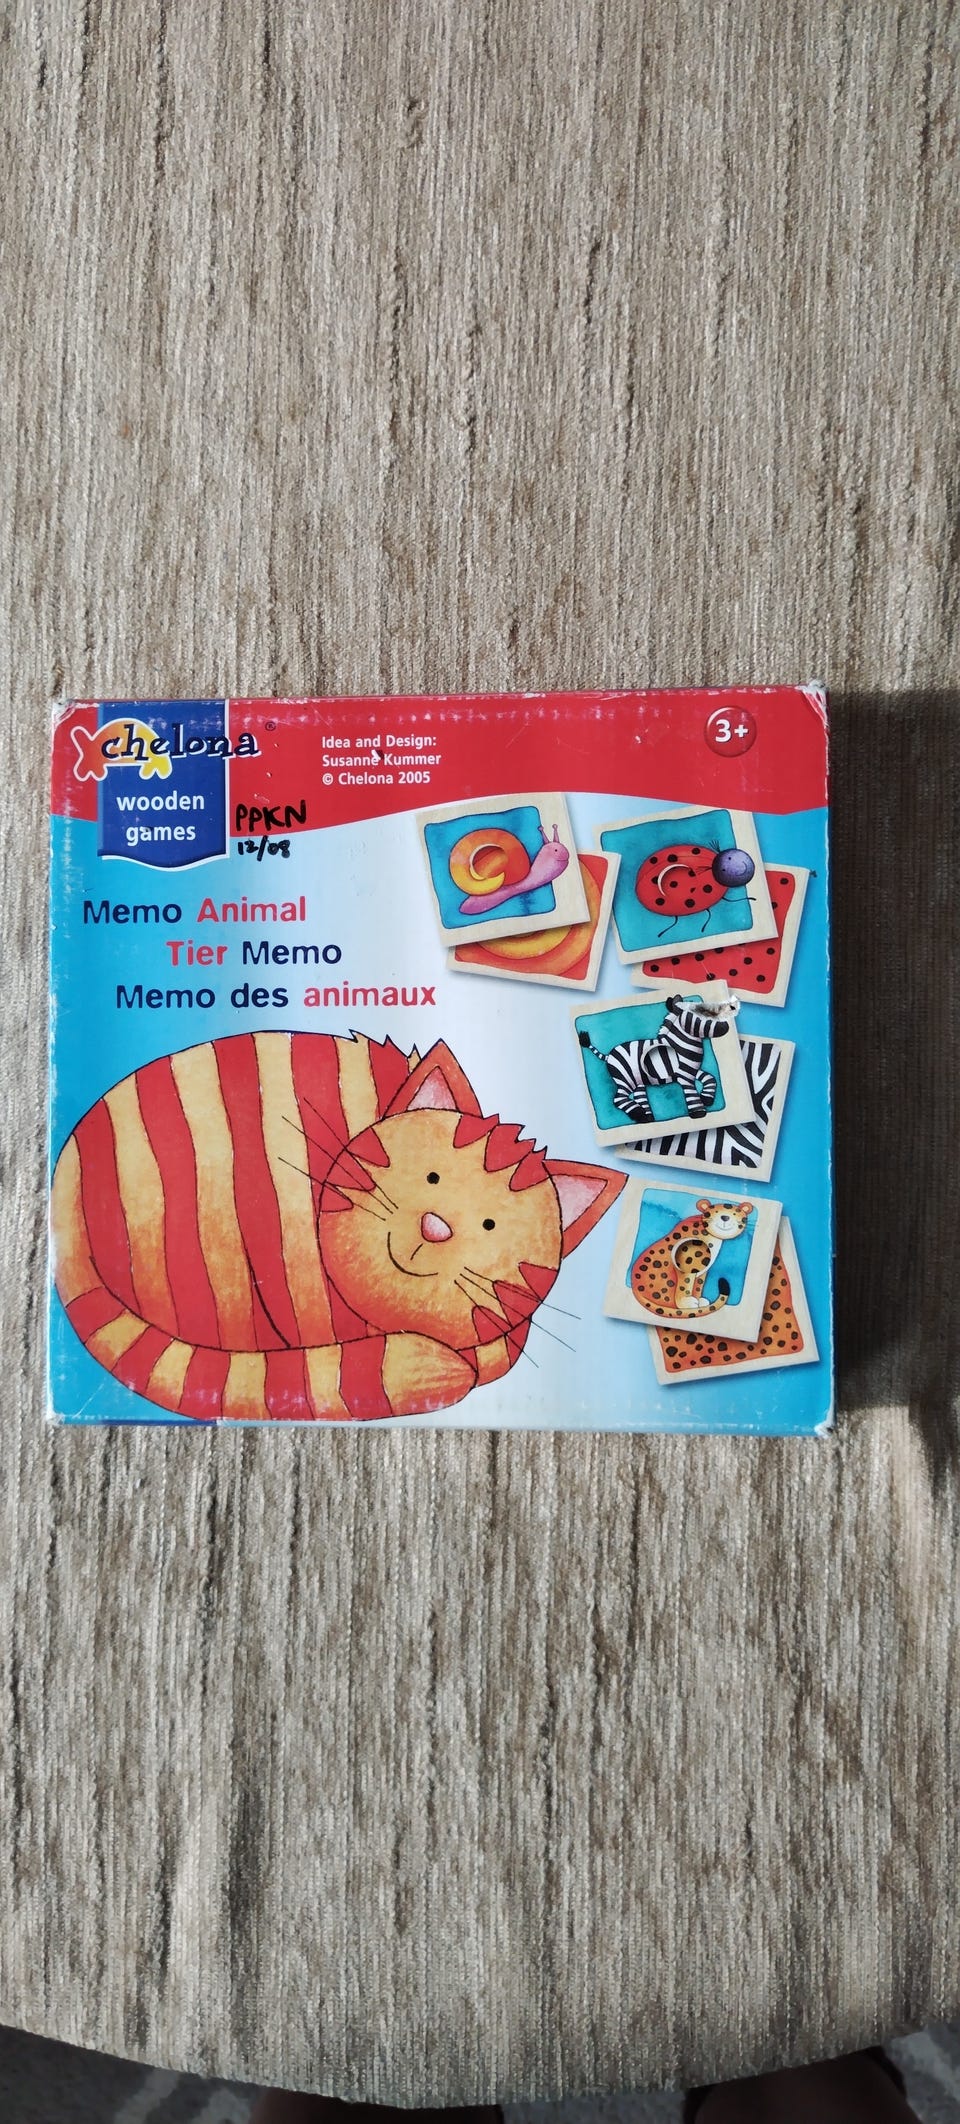 chelona®
wooden
games
Idea and Design:
Susanne Kummer
© Chelona 2005
3+
PPKN
12/08
Memo Animal
Tier Memo
Memo des animaux